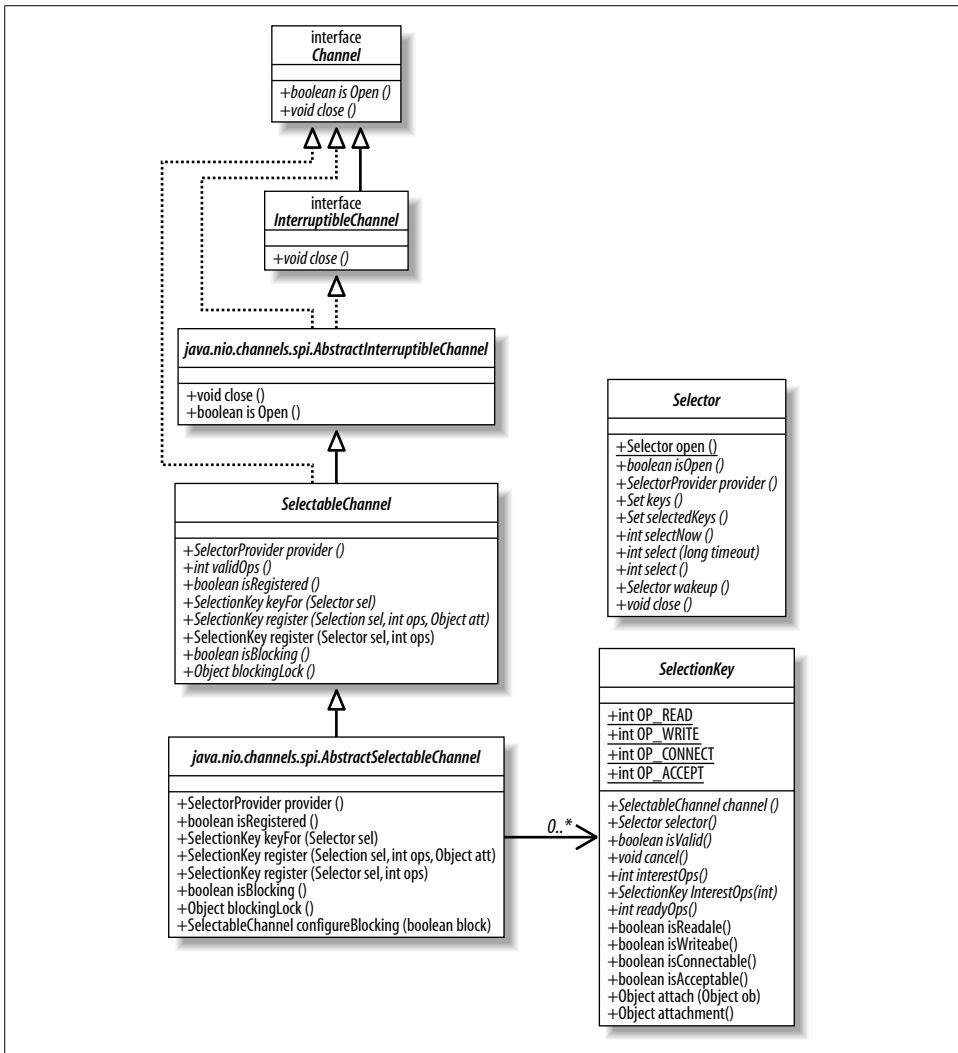 interface
Channel
+boolean is Open ()
+void close ()
interface
InterruptibleChannel
+void close ()
java.nio.channels.spi.AbstractInterruptibleChannel
+void close ()
+boolean is Open ()
SelectableChannel
+SelectorProvider provider ()
+int validOps ()
+boolean isRegistered ()
+SelectionKey keyFor (Selector sel)
+SelectionKey register (Selection sel, int ops, Object att)
+SelectionKey register (Selector sel, int ops)
+boolean isBlocking ()
+Object blockingLock ()
java.nio.channels.spi.AbstractSelectableChannel
+SelectorProvider provider ()
+boolean isRegistered ()
+SelectionKey keyFor (Selector sel)
+SelectionKey register (Selection sel, int ops, Object att)
+SelectionKey register (Selector sel, int ops)
+boolean isBlocking ()
+Object blockingLock ()
+SelectableChannel configureBlocking (boolean block)
0..*
Selector
+Selector open ()
+boolean isOpen ()
+SelectorProvider provider ()
+Set keys ()
+Set selectedKeys ()
+int selectNow ()
+int select (long timeout)
+int select ()
+Selector wakeup ()
+void close ()
SelectionKey
+int OP_READ
+int OP_WRITE
+int OP_CONNECT
+int OP_ACCEPT
+SelectableChannel channel ()
+Selector selector()
+boolean isValid()
+void cancel()
+int interestOps()
+SelectionKey InterestOps(int)
+int readyOps()
+boolean isReadale()
+boolean isWriteabe()
+boolean isConnectable()
+boolean isAcceptable()
+Object attach (Object ob)
+Object attachment()